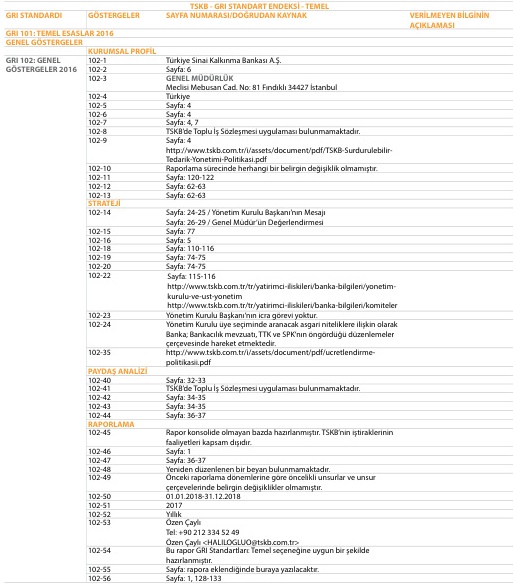 TSKB - GRI STANDART ENDEKSİ - TEMEL
GRI STANDARDI GÖSTERGELER SAYFA NUMARASI/DOĞRUDAN KAYNAK VERİLMEYEN BİLGİNİN
AÇIKLAMASI
GRI 101: TEMEL ESASLAR 2016
GENEL GÖSTERGELER
KURUMSAL PROFİL
GRI 102: GENEL 102-1 Türkiye Sınai Kalkınma Bankası A.Ş.
GÖSTERGELER 2016 102-2 Sayfa: 6
102-3 GENEL MÜDÜRLÜK
Meclisi Mebusan Cad. No: 81 Fındıklı 34427 İstanbul
102-4 Türkiye
102-5 Sayfa: 4
102-6 Sayfa: 4
102-7 Sayfa: 4, 7
102-8 TSKB'de Toplu İş Sözleşmesi uygulaması bulunmamaktadır.
102-9 Sayfa: 4
http://www.tskb.com.tr/i/assets/document/pdf/TSKB-Surdurulebilir-
Tedarik-Yonetimi-Politikasi.pdf
102-10 Raporlama sürecinde herhangi bir belirgin değişiklik olmamıştır.
102-11 Sayfa: 120-122
102-12 Sayfa: 62-63
102-13 Sayfa: 62-63
STRATEJİ
102-14 Sayfa: 24-25 / Yönetim Kurulu Başkanı'nın Mesajı
Sayfa: 26-29 / Genel Müdür'ün Değerlendirmesi
102-15 Sayfa: 77
102-16 Sayfa: 5
102-18 Sayfa: 110-116
102-19 Sayfa: 74-75
102-20 Sayfa: 74-75
102-22 Sayfa: 115-116
http://www.tskb.com.tr/tr/yatirimci-iliskileri/banka-bilgileri/yonetim-
kurulu-ve-ust-yonetim
http://www.tskb.com.tr/tr/yatirimci-iliskileri/banka-bilgileri/komiteler
102-23 Yönetim Kurulu Başkanı'nın icra görevi yoktur.
102-24 Yönetim Kurulu üye seçiminde aranacak asgari niteliklere ilişkin olarak
Banka; Bankacılık mevzuatı, TTK ve SPK'nın öngördüğü düzenlemeler
çerçevesinde hareket etmektedir.
102-35 http://www.tskb.com.tr/i/assets/document/pdf/ucretlendirme-
politikasii.pdf
PAYDAŞ ANALİZİ
102-40 Sayfa: 32-33
102-41 TSKB'de Toplu İş Sözleşmesi uygulaması bulunmamaktadır.
102-42 Sayfa: 34-35
102-43 Sayfa: 34-35
102-44 Sayfa: 36-37
RAPORLAMA
102-45 Rapor konsolide olmayan bazda hazırlanmıştır. TSKB'nin iştiraklerinin
faaliyetleri kapsam dışıdır.
102-46 Sayfa: 1
102-47 Sayfa: 36-37
102-48 Yeniden düzenlenen bir beyan bulunmamaktadır.
102-49 Önceki raporlama dönemlerine göre öncelikli unsurlar ve unsur
çerçevelerinde belirgin değişiklikler olmamıştır.
102-50 01.01.2018-31.12.2018
102-51 2017
102-52 Yıllık
102-53 Özen Çaylı
Tel: +90 212 334 52 49
Özen Çaylı <HALILOGLUO@tskb.com.tr>
102-54 Bu rapor GRI Standartları: Temel seçeneğine uygun bir şekilde
hazırlanmıştır.
102-55 Sayfa: rapora eklendiğinde buraya yazılacaktır.
102-56 Sayfa: 1, 128-133